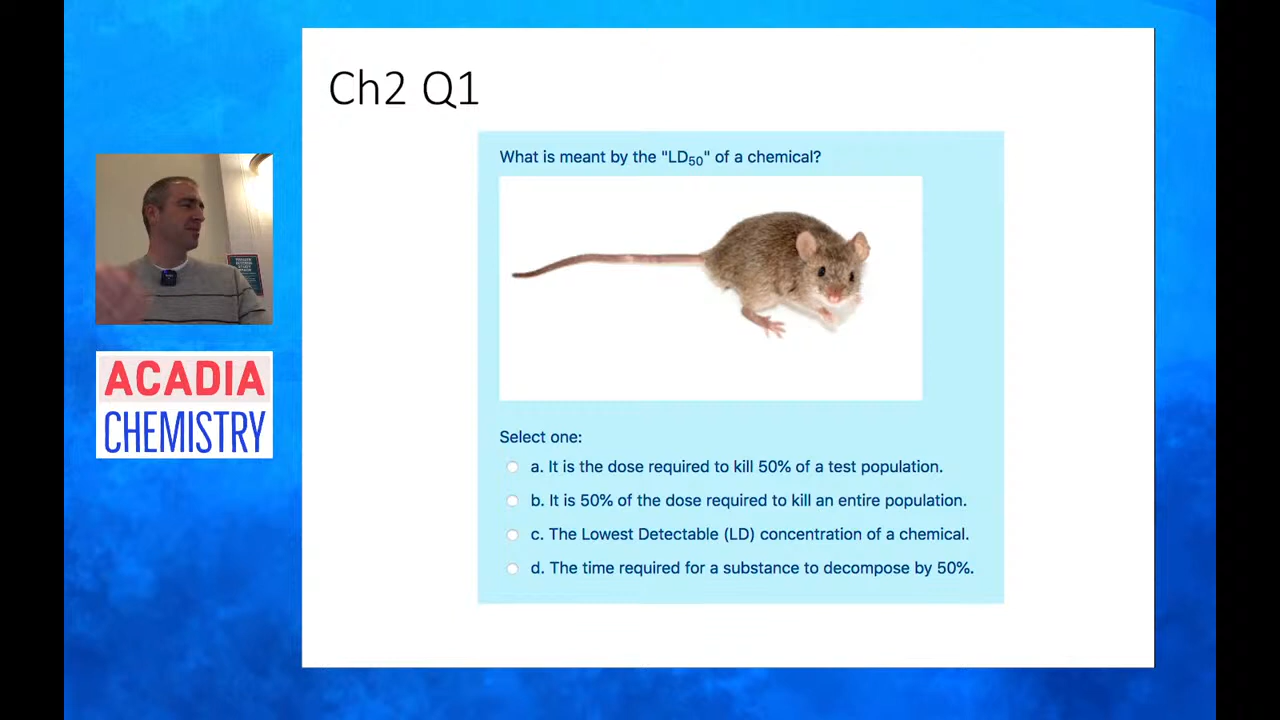 Ch2 Q1
What is meant by the "LD50" of a chemical?
ACADIA
CHEMISTRY
Select one:
a. It is the dose required to kill 50% of a test population.
b. It is 50% of the dose required to kill an entire population.
c. The Lowest Detectable (LD) concentration of a chemical.
d. The time required for a substance to decompose by 50%.